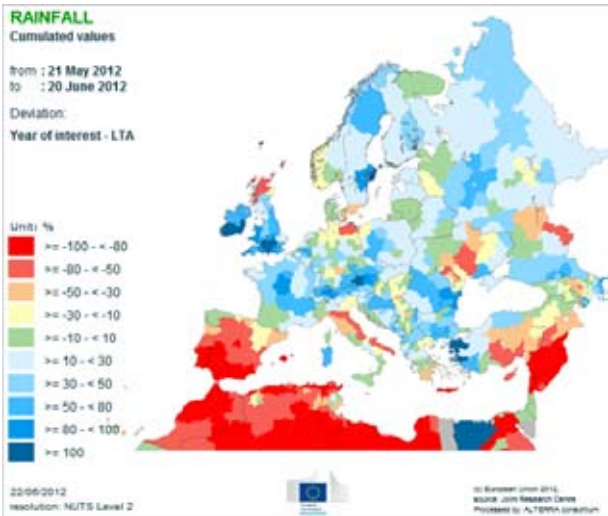 RAINFALL
Cumulated values
from : 21 May 2012
to : 20 June 2012
Deviation:
Year of interest - LTA
Unit: %
>= -100 - < -80
>= -80 - < -50
>= -50 - < -30
>= -30 - < -10
>= -10 - < 10
>= 10 - < 30
>= 30 - < 50
>= 50 - < 80
>= 80 - < 100
>= 100
22/06/2012
resolution: NUTS Level 2
(c) European Union 2012,
source: Joint Research Centre
Processed by: ALTERRA consortium